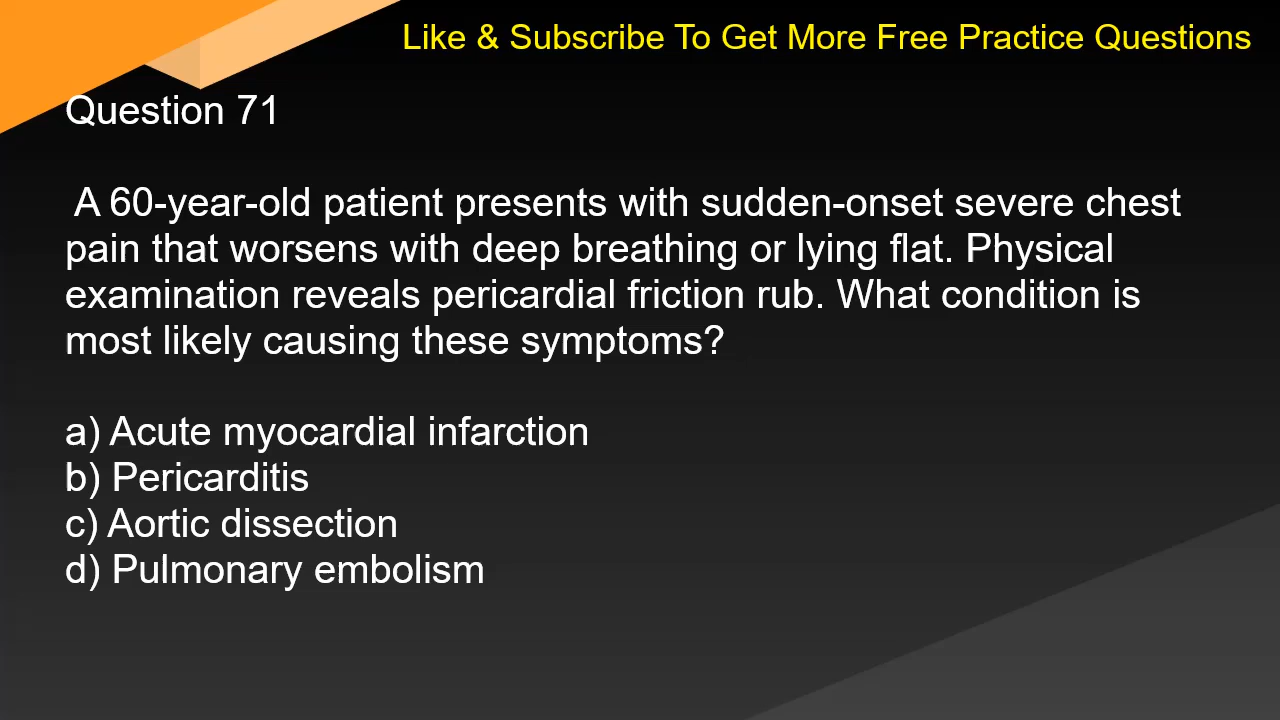 Like & Subscribe To Get More Free Practice Questions
Question 71
A 60-year-old patient presents with sudden-onset severe chest
pain that worsens with deep breathing or lying flat. Physical
examination reveals pericardial friction rub. What condition is
most likely causing these symptoms?
a) Acute myocardial infarction
b) Pericarditis
c) Aortic dissection
d) Pulmonary embolism